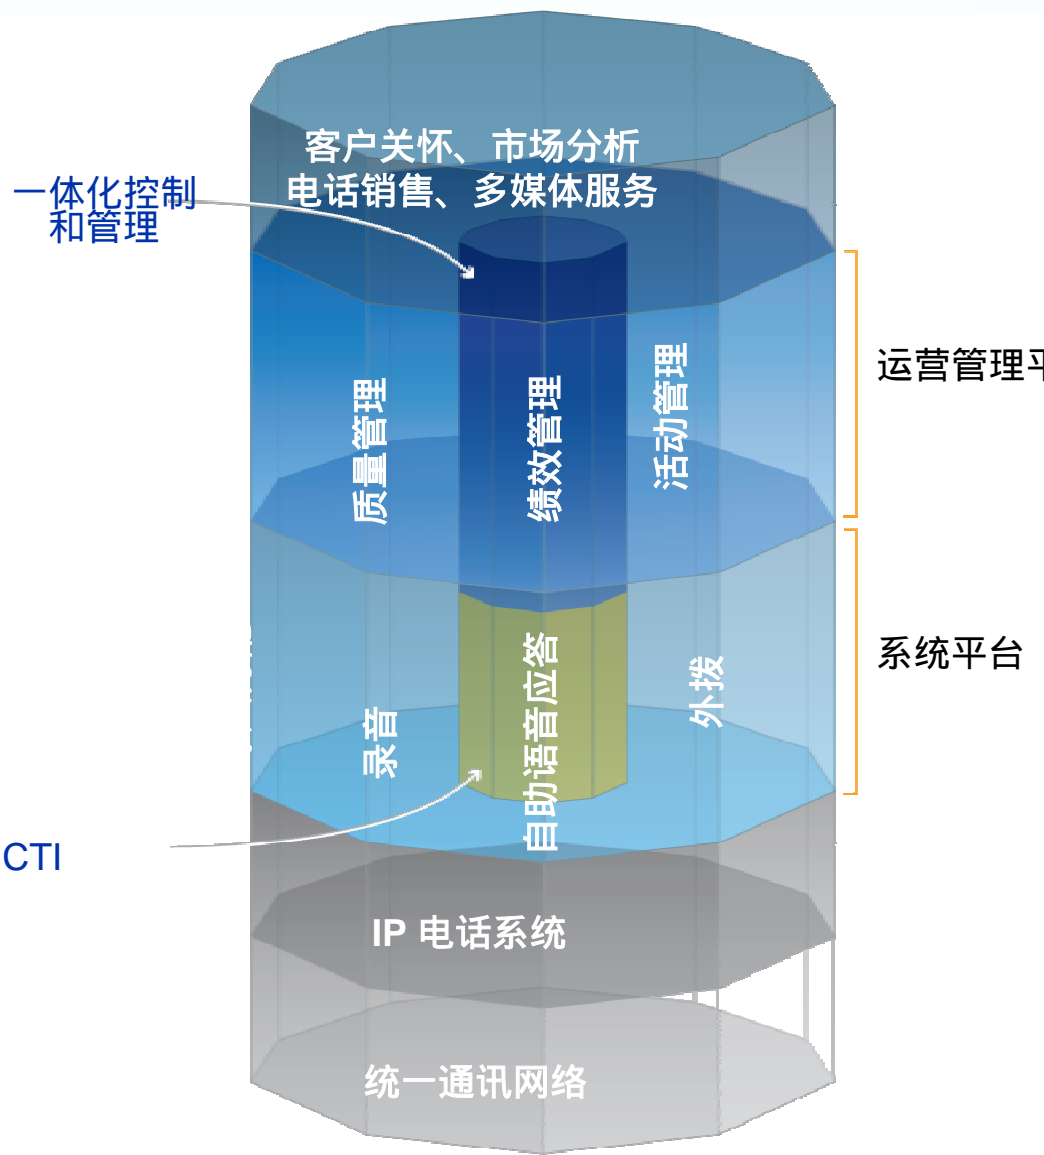 客户关怀、市场分析
电话销售、多媒体服务
一体化控制
和管理
质量管理
绩效管理
活动管理
运营管理平
录音
自助语音应答
外拨
系统平台
CTI
IP 电话系统
统一通讯网络